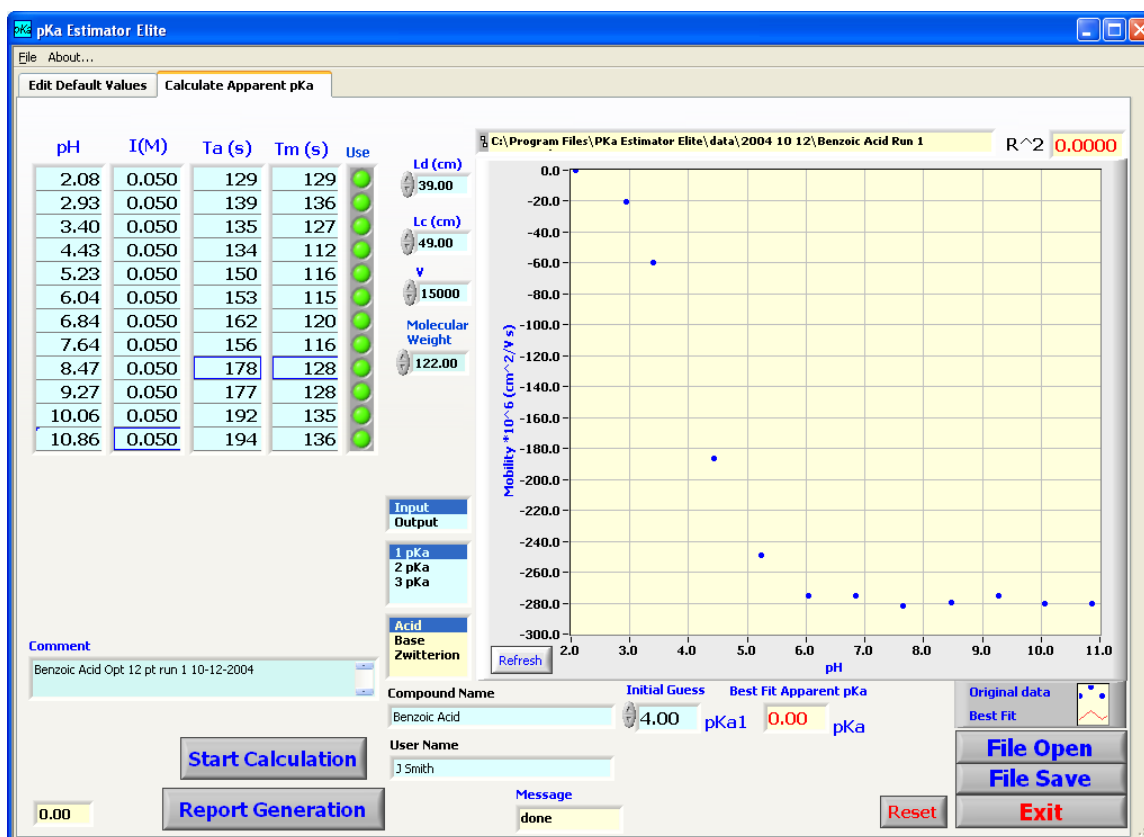 pKa pKa Estimator Elite
File About...
Edit Default Values Calculate Apparent pKa
pH I(M) Ta (s) Tm (s) Use
2.08 0.050 129 129
2.93 0.050 139 136
3.40 0.050 135 127
4.43 0.050 134 112
5.23 0.050 150 116
6.04 0.050 153 115
6.84 0.050 162 120
7.64 0.050 156 116
8.47 0.050 178 128
9.27 0.050 177 128
10.06 0.050 192 135
10.86 0.050 194 136
Ld (cm)
39.00
Lc (cm)
49.00
V
15000
Molecular
Weight
122.00
C:\Program Files\PKa Estimator Elite\data\2004 10 12\Benzoic Acid Run 1
R^2 0.0000
0.0
-20.0
-40.0
-60.0
-80.0
-100.0
-120.0
-140.0
-160.0
-180.0
-200.0
-220.0
-240.0
-260.0
-280.0
-300.0
Mobility *10^6 (cm^2/V s)
2.0 3.0 4.0 5.0 6.0 7.0 8.0 9.0 10.0 11.0
pH
Refresh
Input
Output
1 pKa
2 pKa
3 pKa
Acid
Base
Zwitterion
Comment
Benzoic Acid Opt 12 pt run 1 10-12-2004
Compound Name
Benzoic Acid
Initial Guess
4.00 pKa1
Best Fit Apparent pKa
0.00 pKa
Original data
Best Fit
User Name
J Smith
Start Calculation
Report Generation
0.00
Message
done
Reset
File Open
File Save
Exit